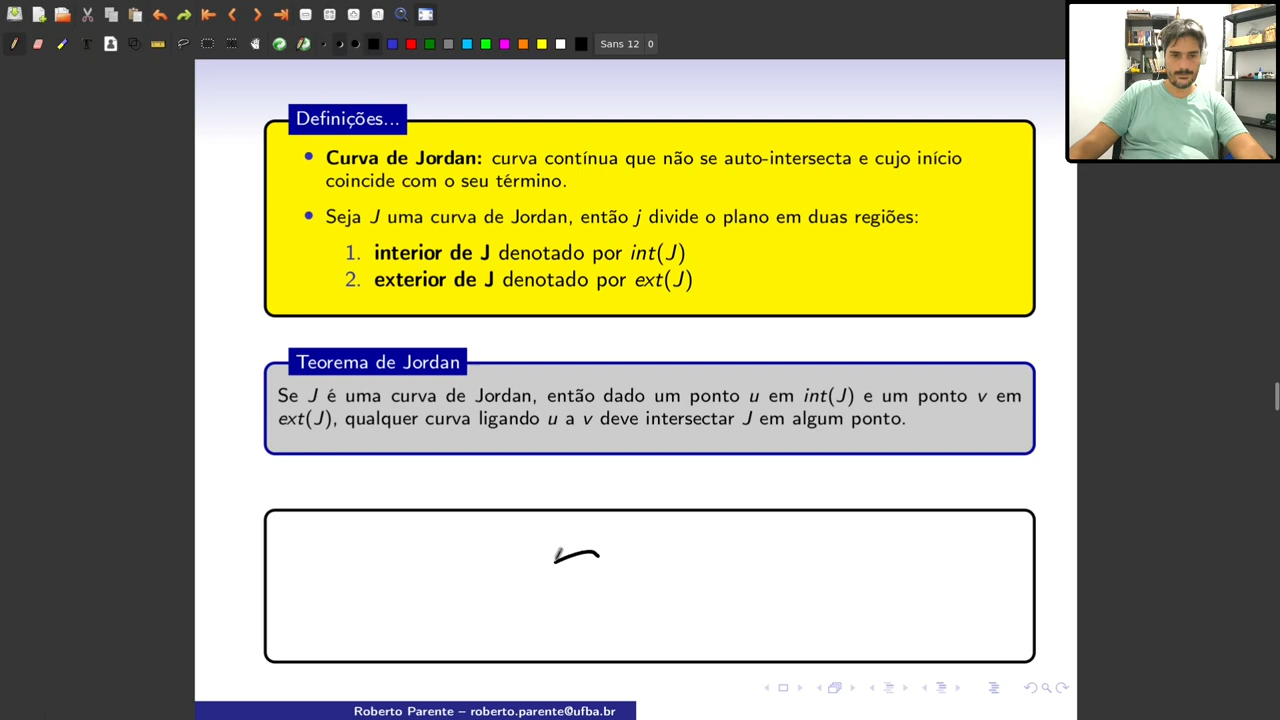 Sans 12 0
Definições...
• Curva de Jordan: curva contínua que não se auto-intersecta e cujo início
coincide com o seu término.
• Seja J uma curva de Jordan, então j divide o plano em duas regiões:
1. interior de J denotado por int(J)
2. exterior de J denotado por ext(J)
Teorema de Jordan
Se J é uma curva de Jordan, então dado um ponto u em int(J) e um ponto v em
ext(J), qualquer curva ligando u a v deve intersectar J em algum ponto.
Roberto Parente – roberto.parente@ufba.br